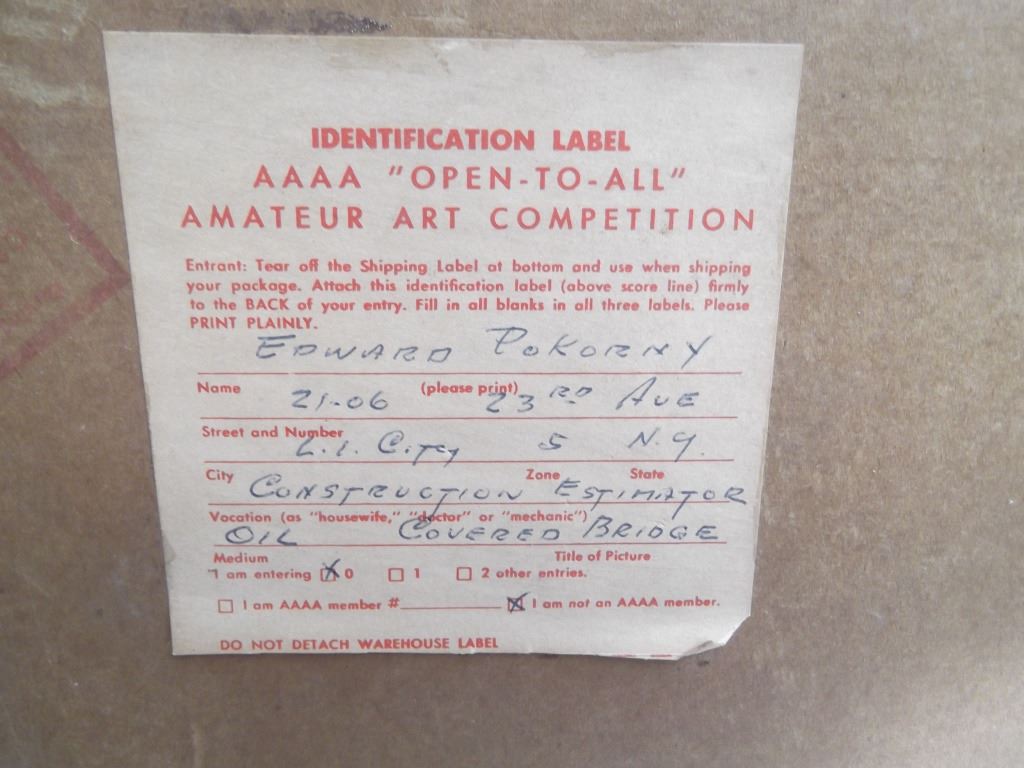 IDENTIFICATION LABEL
AAAA "OPEN-TO-ALL"
AMATEUR ART COMPETITION
Entrant: Tear off the Shipping Label at bottom and use when shipping
your package. Attach this identification label (above score line) firmly
to the BACK of your entry. Fill in all blanks in all three labels. Please
PRINT PLAINLY.
EDWARD POKORNY
Name (please print)
21-06 23RD AVE
Street and Number
L.I. City 5 N.Y.
City Zone State
CONSTRUCTION ESTIMATOR
Vocation (as "housewife," "doctor" or "mechanic")
OIL COVERED BRIDGE
Medium Title of Picture
I am entering X 0 1 2 other entries.
I am AAAA member # X I am not an AAAA member.
DO NOT DETACH WAREHOUSE LABEL